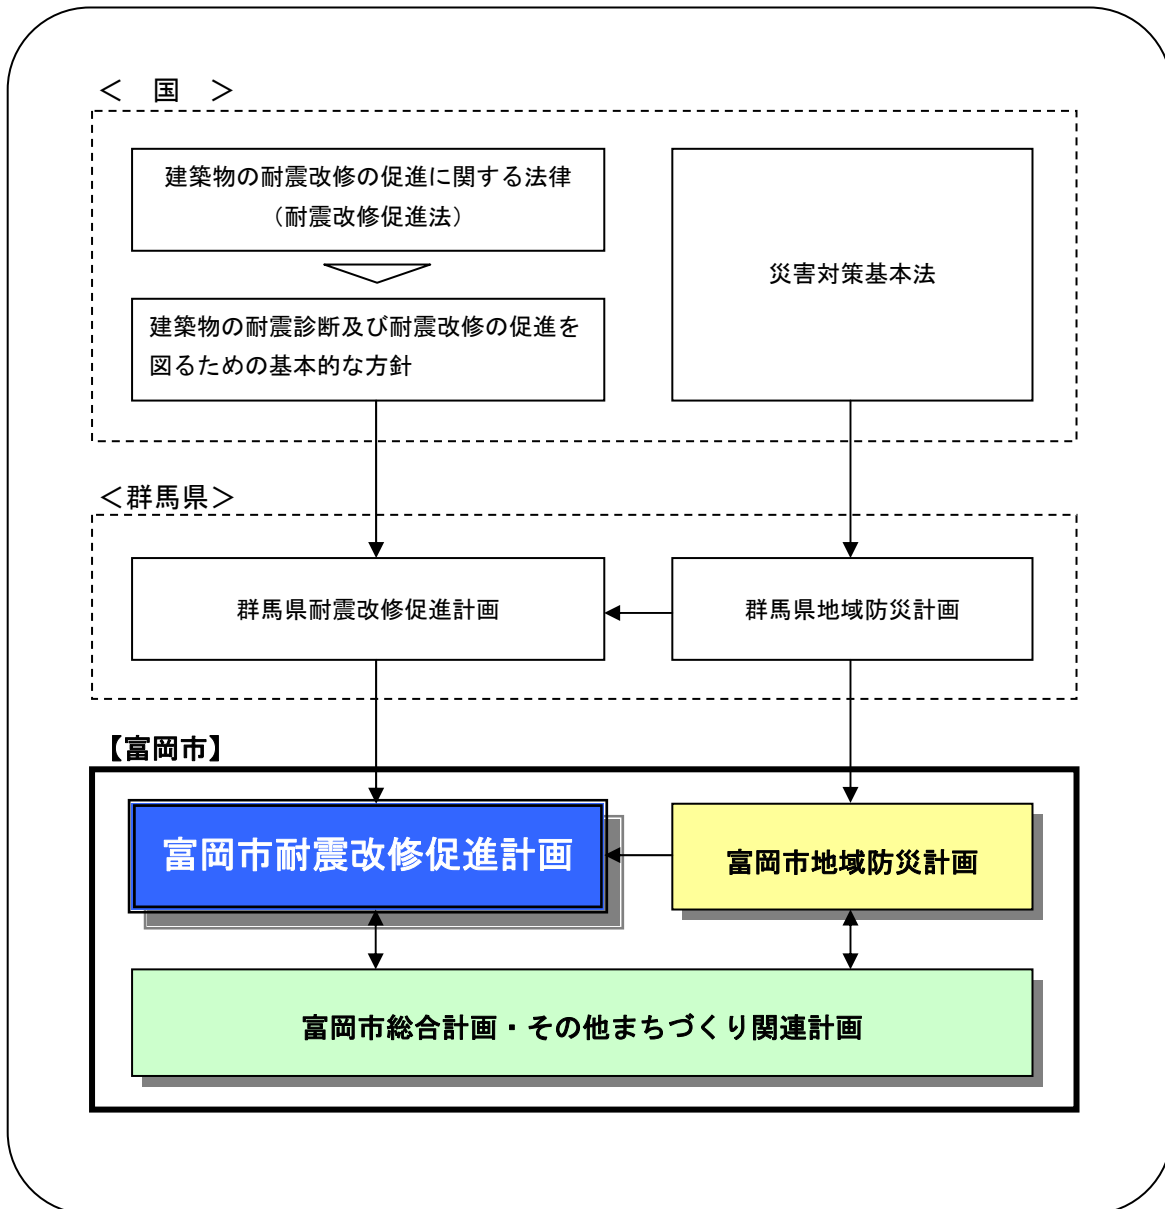 ＜　国　＞
建築物の耐震改修の促進に関する法律
（耐震改修促進法）
建築物の耐震診断及び耐震改修の促進を
図るための基本的な方針
災害対策基本法
＜群馬県＞
群馬県耐震改修促進計画
群馬県地域防災計画
【富岡市】
富岡市耐震改修促進計画
富岡市地域防災計画
富岡市総合計画・その他まちづくり関連計画